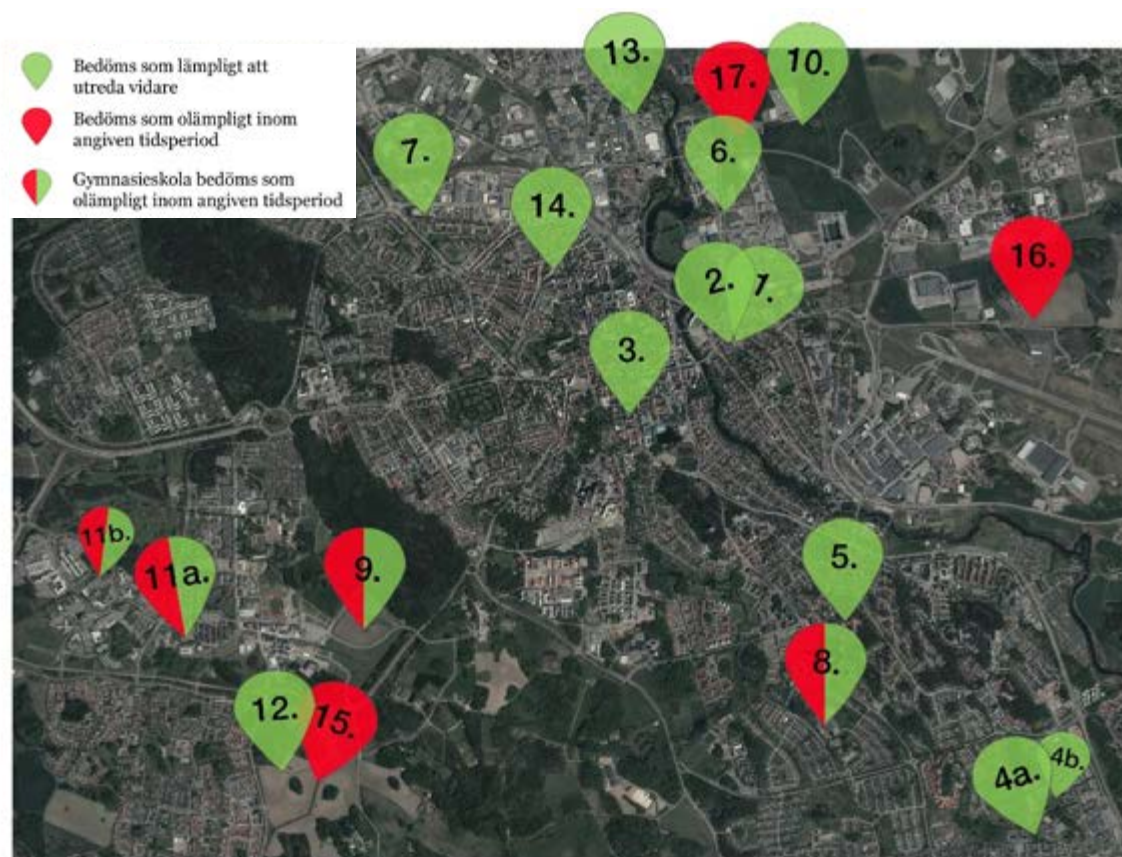 Bedöms som lämpligt att
utreda vidare
Bedöms som olämpligt inom
angiven tidsperiod
Gymnasieskola bedöms som
olämpligt inom angiven tidsperiod
13.
17.
10.
7.
6.
14.
16.
2.
1.
3.
11b.
11a.
9.
5.
8.
12.
15.
4a.
4b.